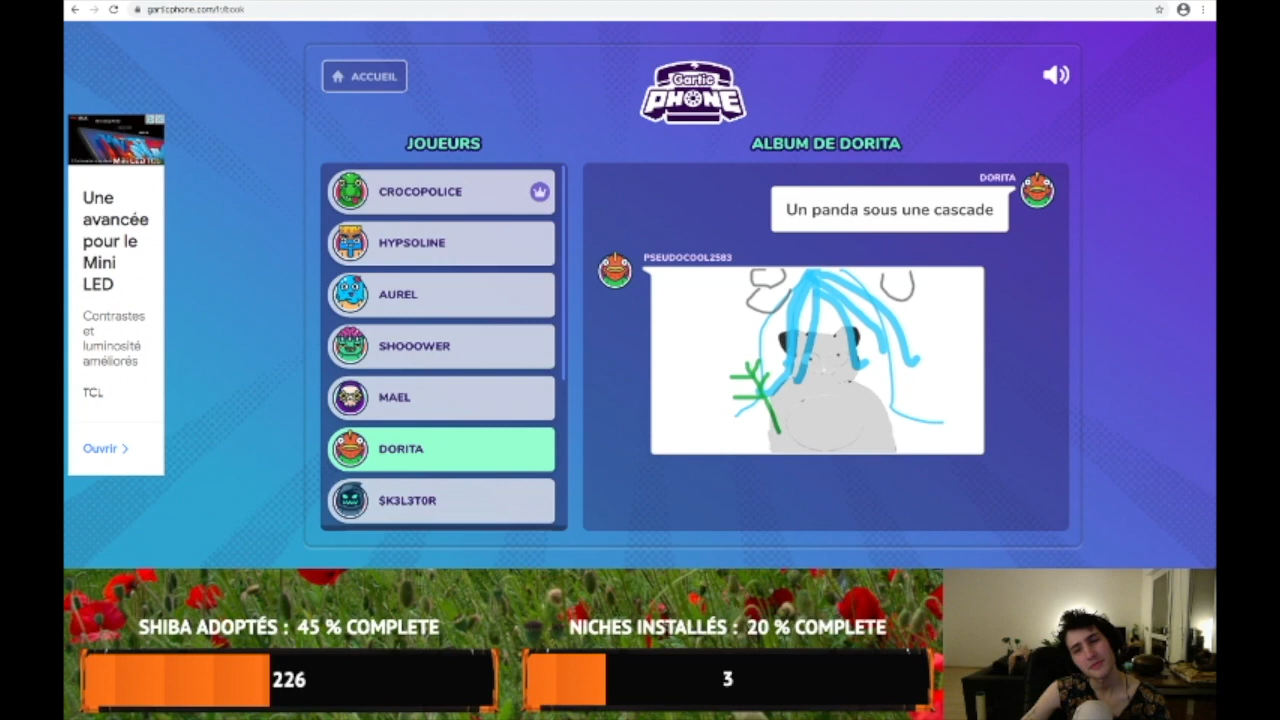 garticphone.com/fr/book
ACCUEIL
Gartic
PHONE
JOUEURS
ALBUM DE DORITA
CROCOPOLICE
HYPSOLINE
AUREL
SHOOOWER
MAEL
DORITA
$K3L3T0R
DORITA
Un panda sous une cascade
PSEUDOCOOL2583
Une
avancée
pour le
Mini
LED
Contrastes
et
luminosité
améliorés
TCL
Ouvrir
SHIBA ADOPTÉS : 45 % COMPLETE
226
NICHES INSTALLÉS : 20 % COMPLETE
3